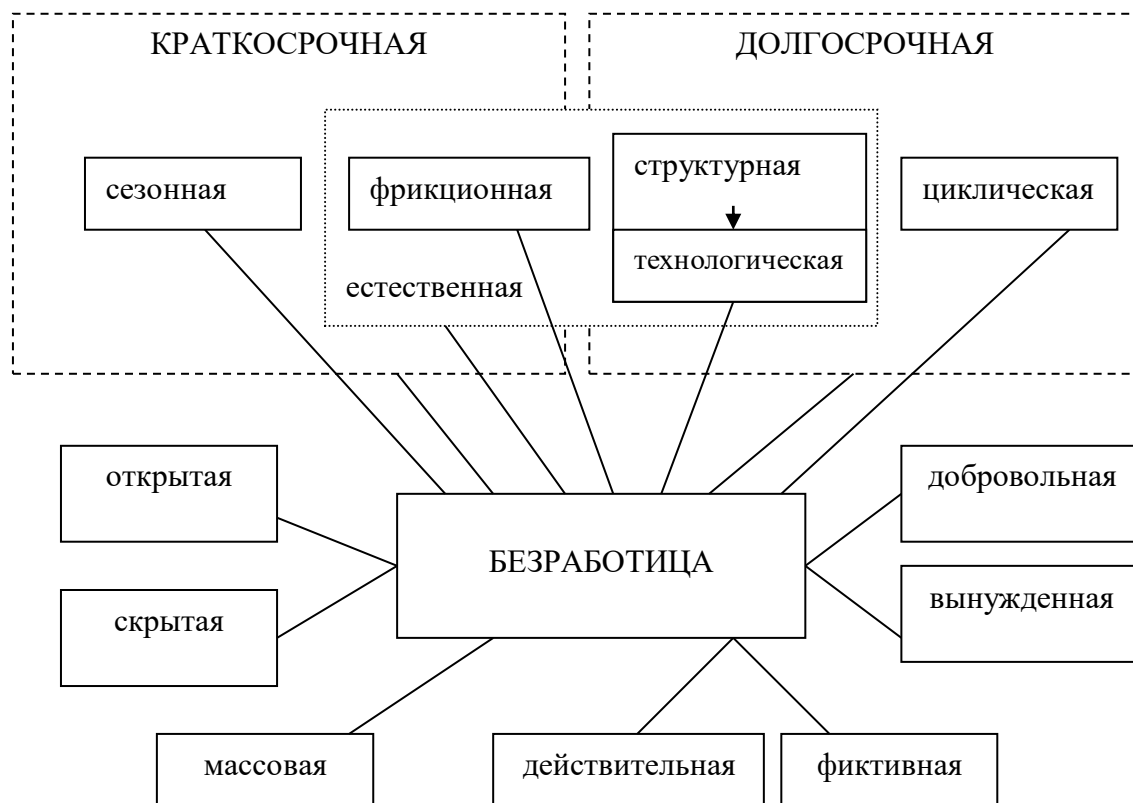 КРАТКОСРОЧНАЯ
ДОЛГОСРОЧНАЯ
сезонная
фрикционная
структурная
циклическая
технологическая
естественная
открытая
добровольная
БЕЗРАБОТИЦА
скрытая
вынужденная
массовая
действительная
фиктивная